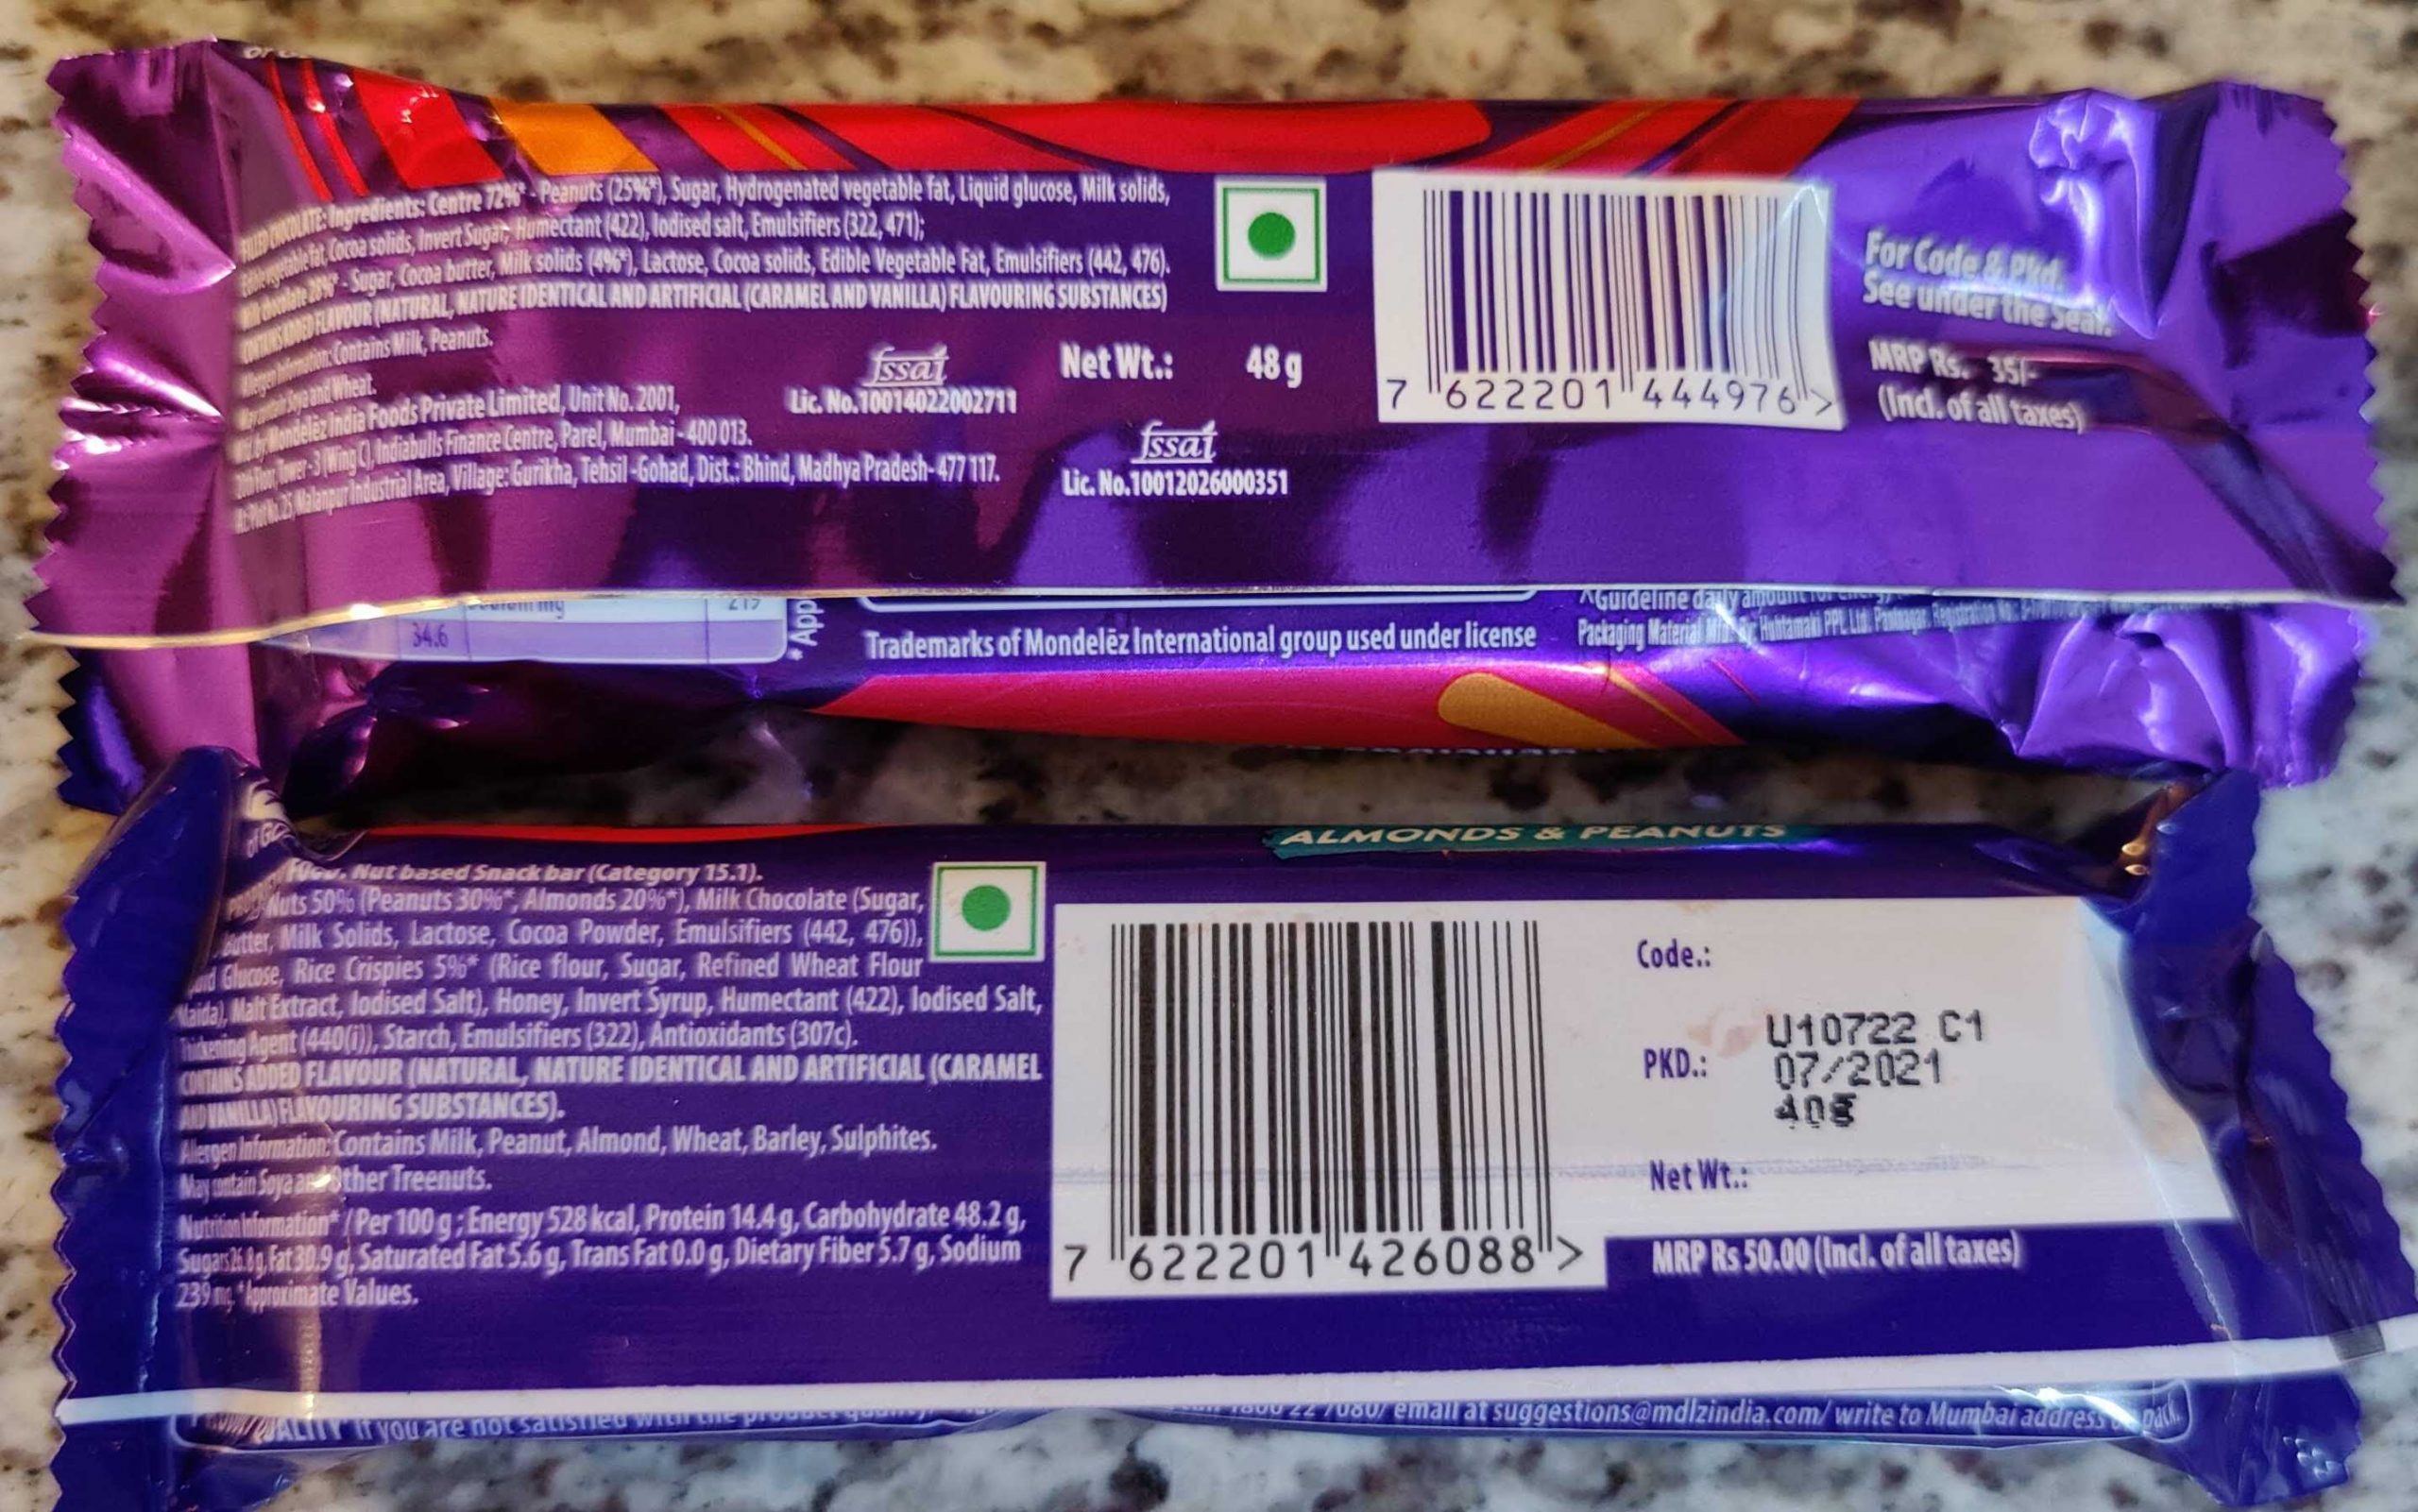 FILLED CHOCOLATE: Ingredients: Centre 72%* - Peanuts (25%*), Sugar, Hydrogenated vegetable fat, Liquid glucose, Milk solids,
Edible vegetable fat, Cocoa solids, Invert Sugar, Humectant (422), Iodised salt, Emulsifiers (322, 471);
Milk chocolate 28%* - Sugar, Cocoa butter, Milk solids (4%*), Lactose, Cocoa solids, Edible Vegetable Fat, Emulsifiers (442, 476).
CONTAINS ADDED FLAVOUR (NATURAL, NATURE IDENTICAL AND ARTIFICIAL (CARAMEL AND VANILLA) FLAVOURING SUBSTANCES)
Allergen Information: Contains Milk, Peanuts.
May contain Soya and Wheat.
Mondelēz India Foods Private Limited, Unit No. 2001,
20th Floor, Tower-3 (Wing C), Indiabulls Finance Centre, Parel, Mumbai - 400 013.
At: Plot No. 25, Malanpur Industrial Area, Village: Gurikha, Tehsil -Gohad, Dist.: Bhind, Madhya Pradesh- 477 117.
fssai
Lic. No.10014022002711
Net Wt.: 48 g
fssai
Lic. No.10012026000351
7 622201 444976 >
For Code & Pkd.
See under the Seal.
MRP Rs. 35/-
(Incl. of all taxes)
219
34.6
*App
Trademarks of Mondelēz International group used under license
^Guideline daily amount for
Packaging Material Mfd. By: Huhtamaki PPL Ltd. Registration No.:
ALMONDS & PEANUTS
Nut based Snack bar (Category 15.1).
Nuts 50% (Peanuts 30%*, Almonds 20%*), Milk Chocolate (Sugar,
Butter, Milk Solids, Lactose, Cocoa Powder, Emulsifiers (442, 476)),
Glucose, Rice Crispies 5%* (Rice flour, Sugar, Refined Wheat Flour
Maida), Malt Extract, Iodised Salt), Honey, Invert Syrup, Humectant (422), Iodised Salt,
Thickening Agent (440(i)), Starch, Emulsifiers (322), Antioxidants (307c).
CONTAINS ADDED FLAVOUR (NATURAL, NATURE IDENTICAL AND ARTIFICIAL (CARAMEL
AND VANILLA) FLAVOURING SUBSTANCES).
Allergen Information: Contains Milk, Peanut, Almond, Wheat, Barley, Sulphites.
May contain Soya and Other Treenuts.
Nutrition Information* / Per 100 g ; Energy 528 kcal, Protein 14.4 g, Carbohydrate 48.2 g,
Sugars 26.8 g, Fat 30.9 g, Saturated Fat 5.6 g, Trans Fat 0.0 g, Dietary Fiber 5.7 g, Sodium
239 mg, *Approximate Values.
7 622201 426088 >
Code.:
U10722 C1
PKD.: 07/2021
40g
Net Wt.:
MRP Rs 50.00 (Incl. of all taxes)
QUALITY If you are not satisfied with the product quality,
1800 22 7080/ email at suggestions@mdlzindia.com/ write to Mumbai address on pack.